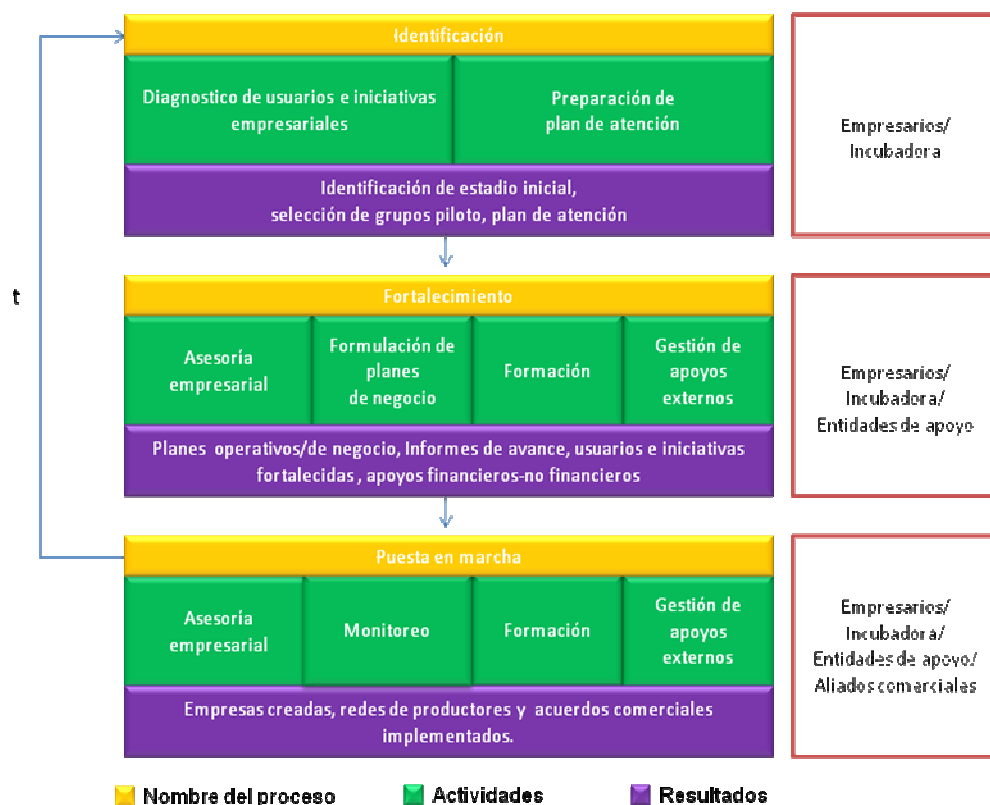 Identificación
Diagnostico de usuarios e iniciativas
empresariales
Preparación de
plan de atención
Identificación de estadio inicial,
selección de grupos piloto, plan de atención
Empresarios/
Incubadora
t
Fortalecimiento
Asesoría
empresarial
Formulación de
planes
de negocio
Formación
Gestión de
apoyos
externos
Planes operativos/de negocio, Informes de avance, usuarios e iniciativas
fortalecidas , apoyos financieros-no financieros
Empresarios/
Incubadora/
Entidades de apoyo
Puesta en marcha
Asesoría
empresarial
Monitoreo
Formación
Gestión de
apoyos
externos
Empresas creadas, redes de productores y acuerdos comerciales
implementados.
Empresarios/
Incubadora/
Entidades de apoyo/
Aliados comerciales
Nombre del proceso
Actividades
Resultados